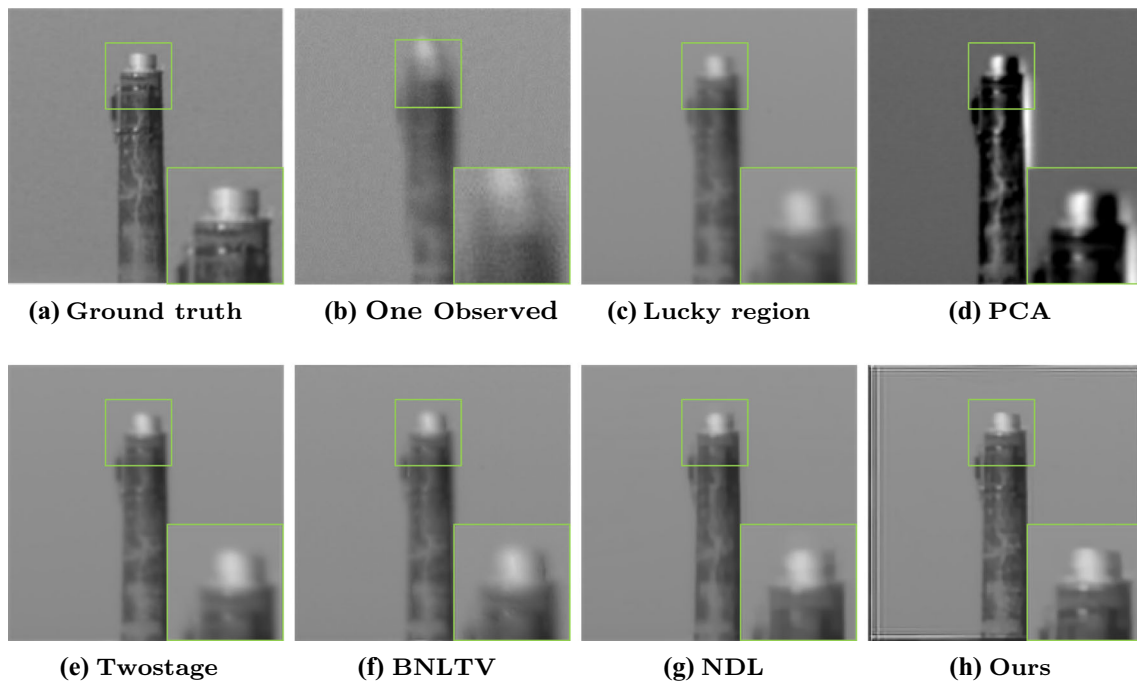 (a) Ground truth
(b) One Observed
(c) Lucky region
(d) PCA
(e) Twostage
(f) BNLTV
(g) NDL
(h) Ours